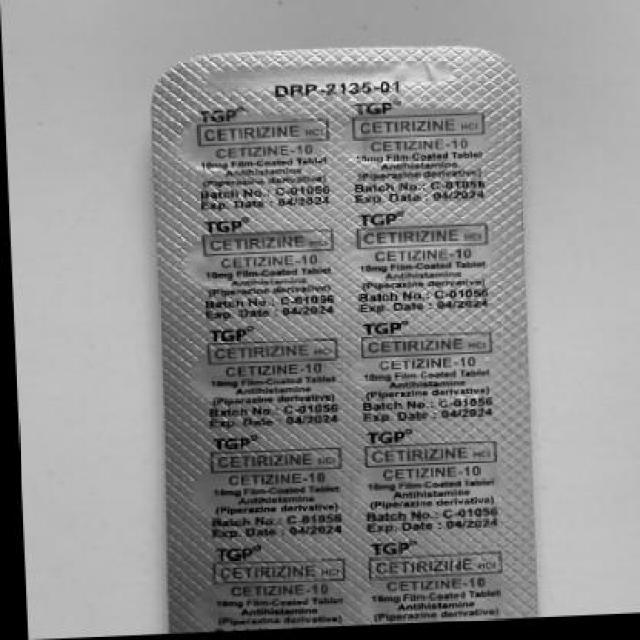 DRP-2135-01
TGP
CETIRIZINE HCl
CETIZINE-10
10mg Film-Coated Tablet
Antihistamine
(Piperazine derivative)
Batch No. : C-01056
Exp. Date : 04/2024
TGP
CETIRIZINE HCl
CETIZINE-10
10mg Film-Coated Tablet
Antihistamine
(Piperazine derivative)
Batch No. : C-01056
Exp. Date : 04/2024
TGP
CETIRIZINE HCl
CETIZINE-10
10mg Film-Coated Tablet
Antihistamine
(Piperazine derivative)
Batch No. : C-01056
Exp. Date : 04/2024
TGP
CETIRIZINE HCl
CETIZINE-10
10mg Film-Coated Tablet
Antihistamine
(Piperazine derivative)
Batch No. : C-01056
Exp. Date : 04/2024
TGP
CETIRIZINE HCl
CETIZINE-10
10mg Film-Coated Tablet
Antihistamine
(Piperazine derivative)
Batch No. : C-01056
Exp. Date : 04/2024
TGP
CETIRIZINE HCl
CETIZINE-10
10mg Film-Coated Tablet
Antihistamine
(Piperazine derivative)
Batch No. : C-01056
Exp. Date : 04/2024
TGP
CETIRIZINE HCl
CETIZINE-10
10mg Film-Coated Tablet
Antihistamine
(Piperazine derivative)
Batch No. : C-01056
Exp. Date : 04/2024
TGP
CETIRIZINE HCl
CETIZINE-10
10mg Film-Coated Tablet
Antihistamine
(Piperazine derivative)
Batch No. : C-01056
Exp. Date : 04/2024
TGP
CETIRIZINE HCl
CETIZINE-10
10mg Film-Coated Tablet
Antihistamine
TGP
CETIRIZINE HCl
CETIZINE-10
10mg Film-Coated Tablet
Antihistamine
(Piperazine derivative)